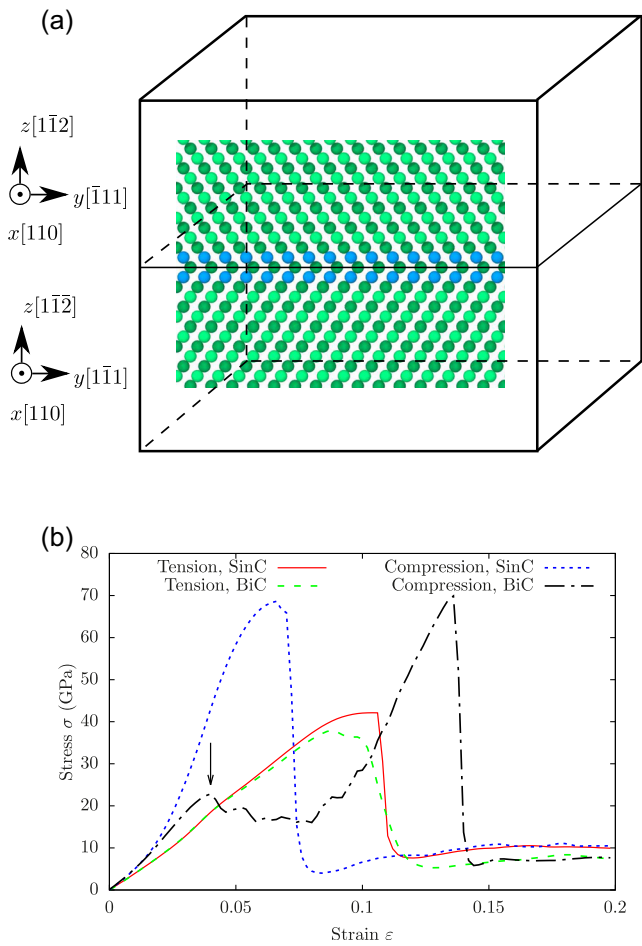 (a)
z[11̄2]
y[1̄11]
x[110]
z[11̄2̄]
y[11̄1]
x[110]
(b)
80
70
60
50
40
30
20
10
0
Stress σ (GPa)
Tension, SinC
Tension, BiC
Compression, SinC
Compression, BiC
0
0.05
0.1
0.15
0.2
Strain ε